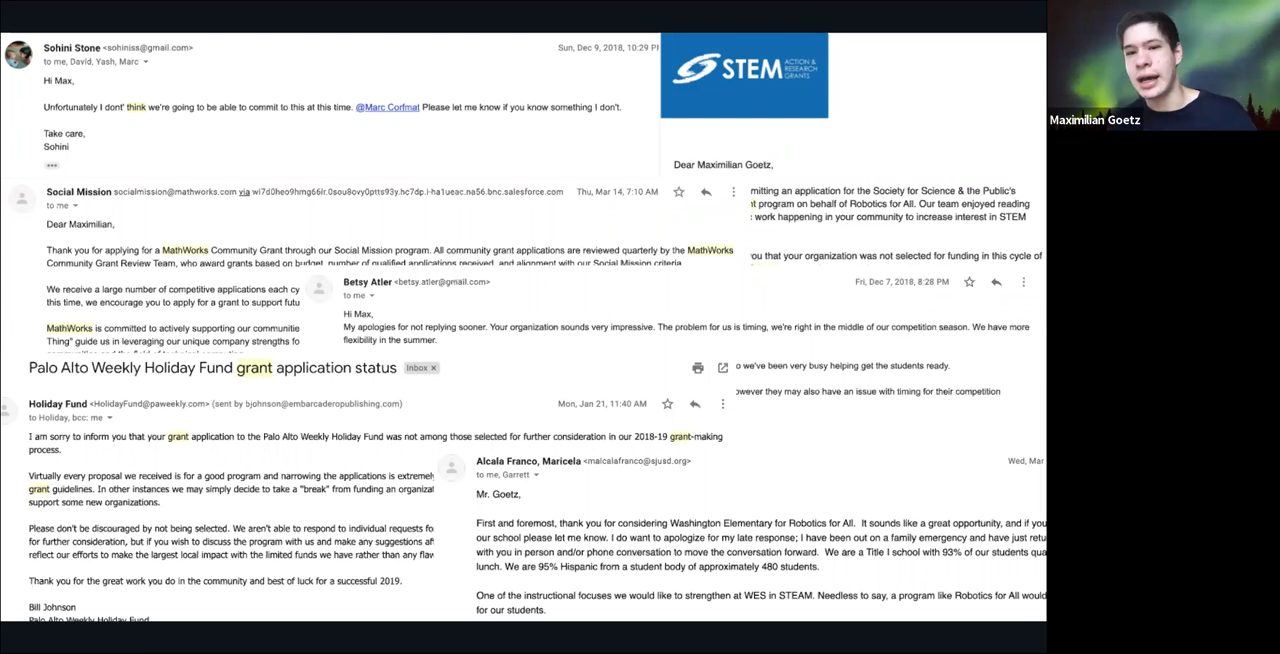 Sohini Stone <sohiniss@gmail.com>
Sun, Dec 9, 2018, 10:29 PM
to me, David, Yash, Marc
Hi Max,
Unfortunately I dont' think we're going to be able to commit to this at this time. @Marc Corfmat Please let me know if you know something I don't.
Take care,
Sohini
STEM ACTION & RESEARCH GRANTS
Dear Maximilian Goetz,
mitting an application for the Society for Science & the Public's
program on behalf of Robotics for All. Our team enjoyed reading
work happening in your community to increase interest in STEM
you that your organization was not selected for funding in this cycle of
Maximilian Goetz
Social Mission socialmission@mathworks.com via
Thu, Mar 14, 7:10 AM
to me
Dear Maximilian,
Thank you for applying for a MathWorks Community Grant through our Social Mission program. All community grant applications are reviewed quarterly by the MathWorks
Community Grant Review Team, who award grants based on budget, number of qualified applications received, and alignment with our Social Mission criteria.
We receive a large number of competitive applications each cy
this time, we encourage you to apply for a grant to support futu
MathWorks is committed to actively supporting our communitie
Thing" guide us in leveraging our unique company strengths fo
Betsy Atler <betsy.atler@gmail.com>
Fri, Dec 7, 2018, 8:28 PM
to me
Hi Max,
My apologies for not replying sooner. Your organization sounds very impressive. The problem for us is timing, we're right in the middle of our competition season. We have more
flexibility in the summer.
o we've been very busy helping get the students ready.
owever they may also have an issue with timing for their competition
Palo Alto Weekly Holiday Fund grant application status
Inbox x
Holiday Fund <HolidayFund@paweekly.com> (sent by bjohnson@embarcaderopublishing.com)
Mon, Jan 21, 11:40 AM
to Holiday, bcc: me
I am sorry to inform you that your grant application to the Palo Alto Weekly Holiday Fund was not among those selected for further consideration in our 2018-19 grant-making
process.
Virtually every proposal we received is for a good program and narrowing the applications is extremely
grant guidelines. In other instances we may simply decide to take a "break" from funding an organizat
support some new organizations.
Please don't be discouraged by not being selected. We aren't able to respond to individual requests fo
for further consideration, but if you wish to discuss the program with us and make any suggestions aft
reflect our efforts to make the largest local impact with the limited funds we have rather than any flaw
Thank you for the great work you do in the community and best of luck for a successful 2019.
Bill Johnson
Palo Alto Weekly Holiday Fund
Alcala Franco, Maricela <malcalafranco@sjusd.org>
Wed, Mar
to me, Garrett
Mr. Goetz,
First and foremost, thank you for considering Washington Elementary for Robotics for All. It sounds like a great opportunity, and if you
our school please let me know. I do want to apologize for my late response; I have been out on a family emergency and have just retu
with you in person and/or phone conversation to move the conversation forward. We are a Title I school with 93% of our students qua
lunch. We are 95% Hispanic from a student body of approximately 480 students.
One of the instructional focuses we would like to strengthen at WES in STEAM. Needless to say, a program like Robotics for All would
for our students.